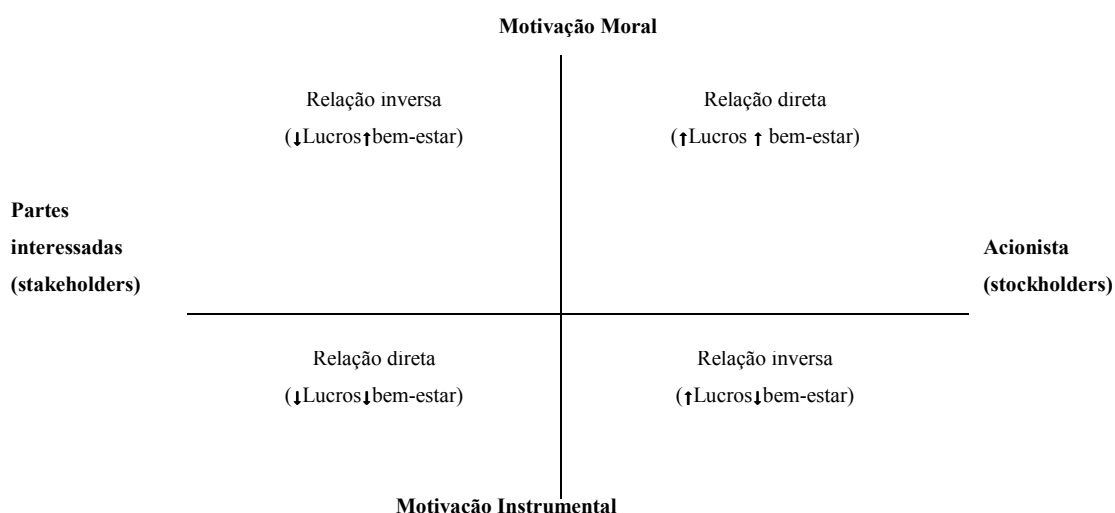 Motivação Moral
Relação inversa
(↓Lucros↑bem-estar)
Relação direta
(↑Lucros ↑ bem-estar)
Partes
interessadas
(stakeholders)
Acionista
(stockholders)
Relação direta
(↓Lucros↓bem-estar)
Relação inversa
(↑Lucros↓bem-estar)
Motivação Instrumental